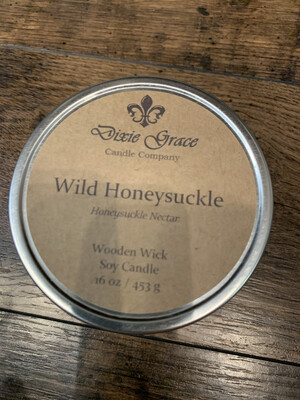 Dixie Grace
Candle Company
Wild Honeysuckle
Honeysuckle Nectar
Wooden Wick
Soy Candle
16 oz / 453 g